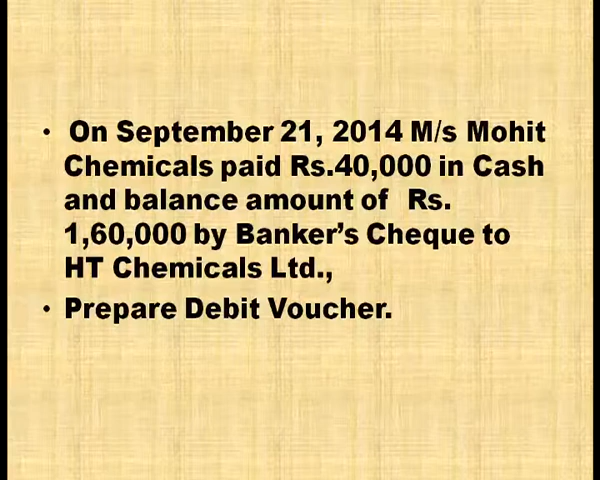 • On September 21, 2014 M/s Mohit
Chemicals paid Rs.40,000 in Cash
and balance amount of Rs.
1,60,000 by Banker’s Cheque to
HT Chemicals Ltd.,
• Prepare Debit Voucher.